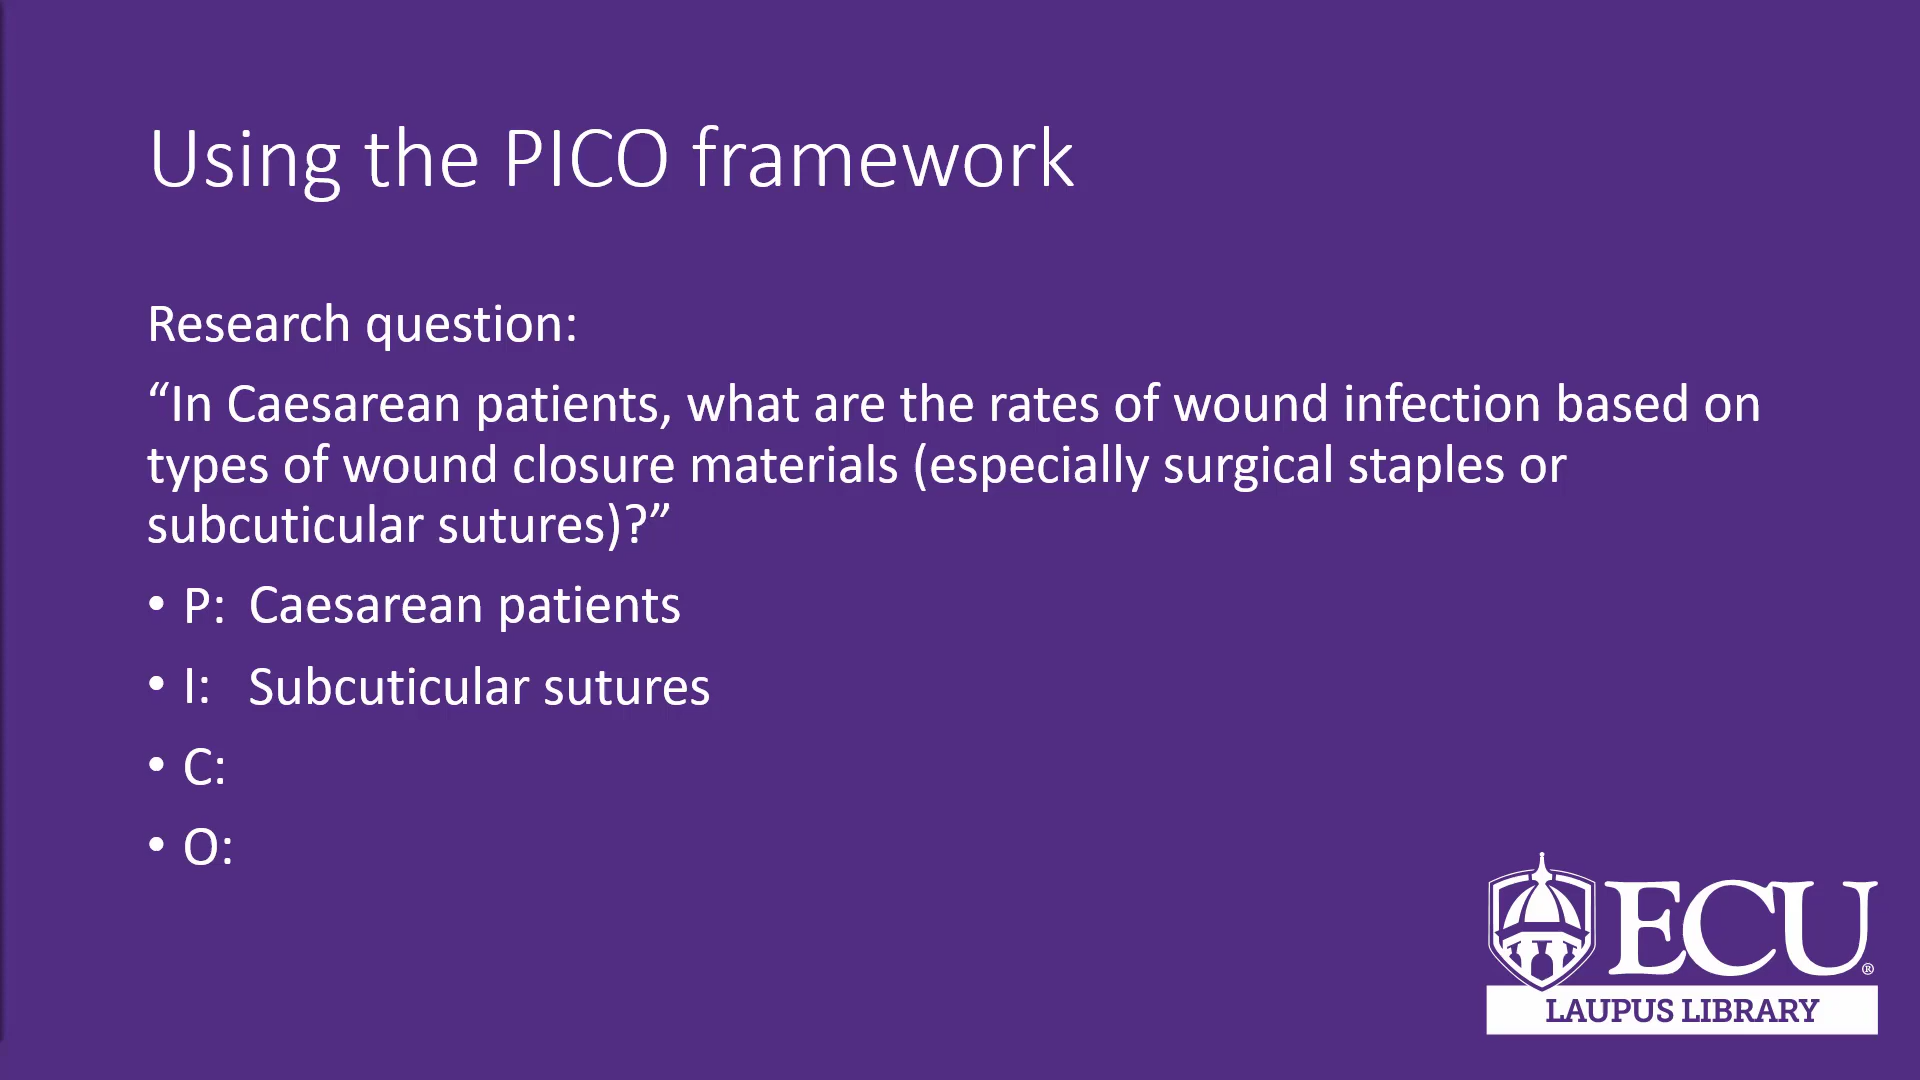 Using the PICO framework
Research question:
“In Caesarean patients, what are the rates of wound infection based on
types of wound closure materials (especially surgical staples or
subcuticular sutures)?”
• P: Caesarean patients
• I: Subcuticular sutures
• C:
• O:
ECU®
LAUPUS LIBRARY